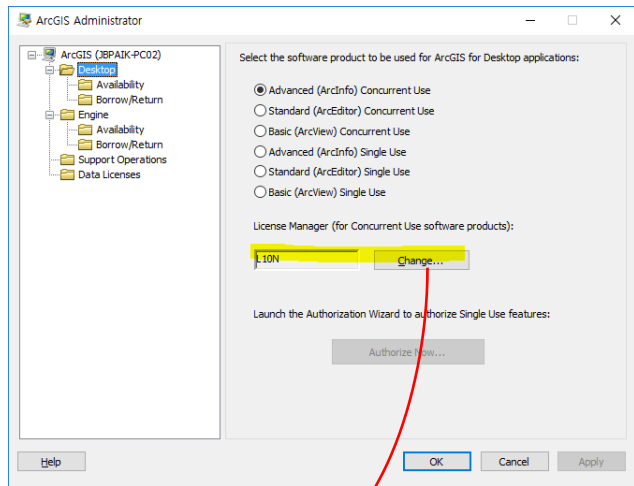 ArcGIS Administrator
ArcGIS (JBPAIK-PC02)
Desktop
Availability
Borrow/Return
Engine
Availability
Borrow/Return
Support Operations
Data Licenses
Select the software product to be used for ArcGIS for Desktop applications:
Advanced (ArcInfo) Concurrent Use
Standard (ArcEditor) Concurrent Use
Basic (ArcView) Concurrent Use
Advanced (ArcInfo) Single Use
Standard (ArcEditor) Single Use
Basic (ArcView) Single Use
License Manager (for Concurrent Use software products):
L10N
Change...
Launch the Authorization Wizard to authorize Single Use features:
Authorize Now...
Help
OK
Cancel
Apply